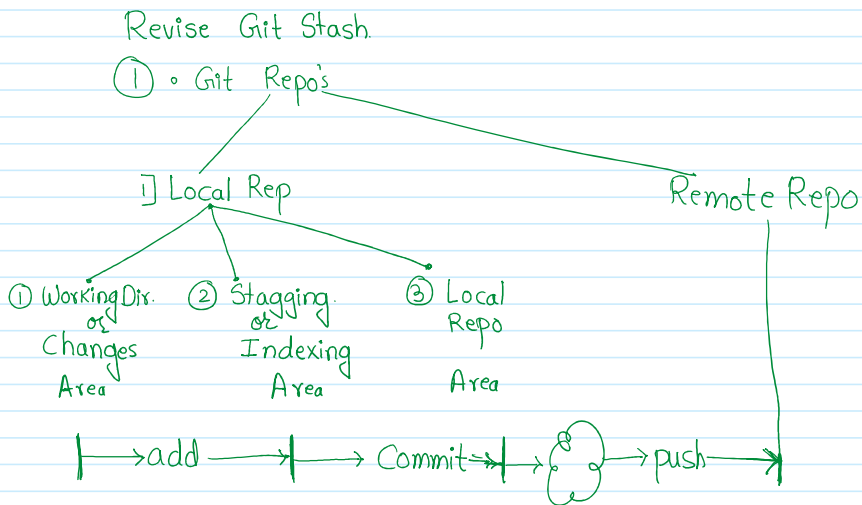 Revise Git Stash.
① • Git Repo's
1] Local Rep
Remote Repo
① Working Dir. or Changes Area
② Stagging. or Indexing Area
③ Local Repo Area
add
Commit
push